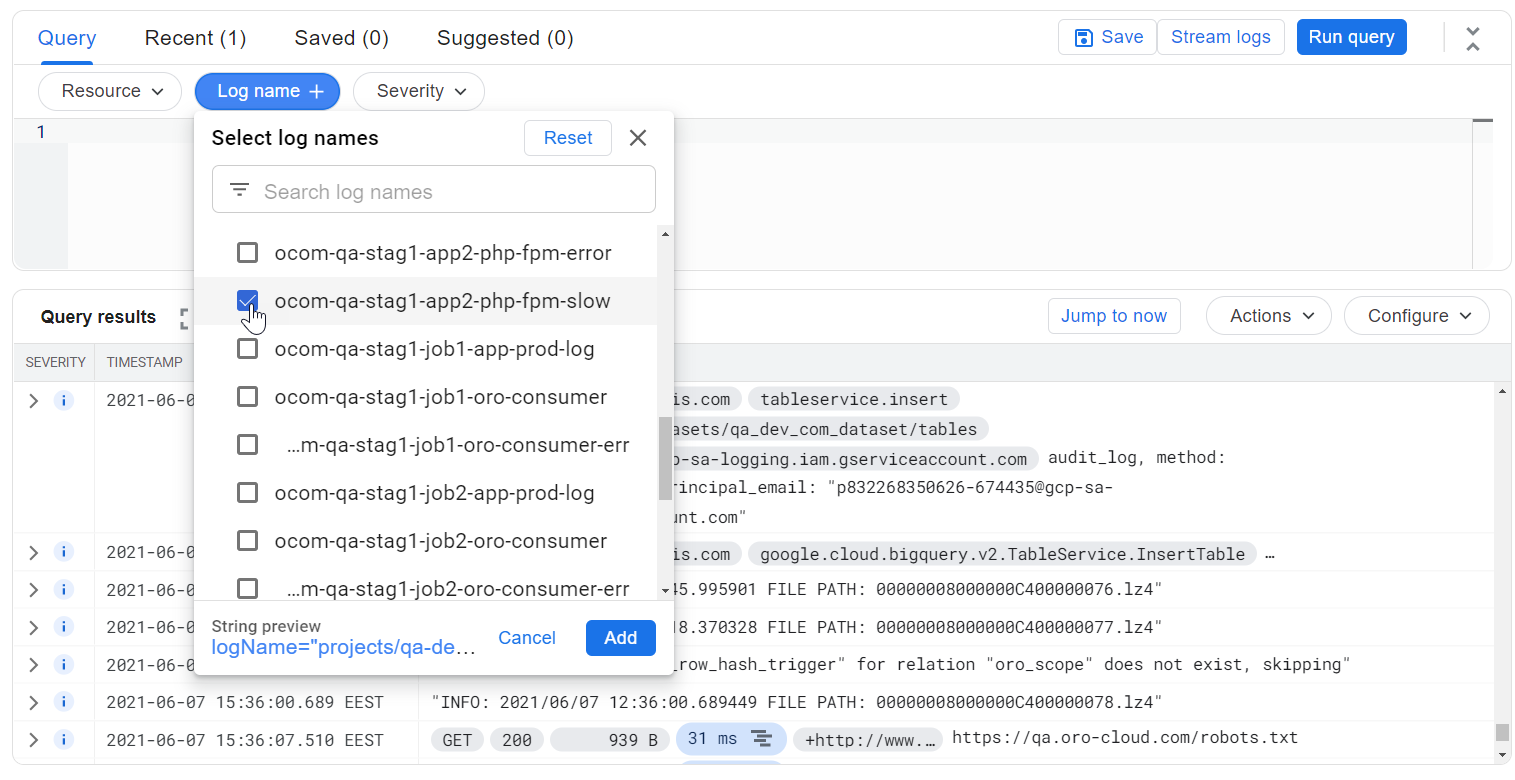 Query Recent (1) Saved (0) Suggested (0) Save Stream logs Run query
Resource Log name Severity
1
Select log names Reset
Search log names
ocom-qa-stag1-app2-php-fpm-error
ocom-qa-stag1-app2-php-fpm-slow
ocom-qa-stag1-job1-app-prod-log
ocom-qa-stag1-job1-oro-consumer
...m-qa-stag1-job1-oro-consumer-err
ocom-qa-stag1-job2-app-prod-log
ocom-qa-stag1-job2-oro-consumer
...m-qa-stag1-job2-oro-consumer-err
String preview
logName="projects/qa-de... Cancel Add
Query results Jump to now Actions Configure
SEVERITY TIMESTAMP
2021-06-0 is.com tableservice.insert
asets/qa_dev_com_dataset/tables
-sa-logging.iam.gserviceaccount.com audit_log, method:
rincipal_email: "p832268350626-674435@gcp-sa-
unt.com"
2021-06-0 is.com google.cloud.bigquery.v2.TableService.InsertTable …
2021-06-0 45.995901 FILE PATH: 00000008000000C400000076.lz4"
2021-06-0 18.370328 FILE PATH: 00000008000000C400000077.lz4"
2021-06-0 _row_hash_trigger" for relation "oro_scope" does not exist, skipping"
2021-06-07 15:36:00.689 EEST "INFO: 2021/06/07 12:36:00.689449 FILE PATH: 00000008000000C400000078.lz4"
2021-06-07 15:36:07.510 EEST GET 200 939 B 31 ms +http://www.… https://qa.oro-cloud.com/robots.txt